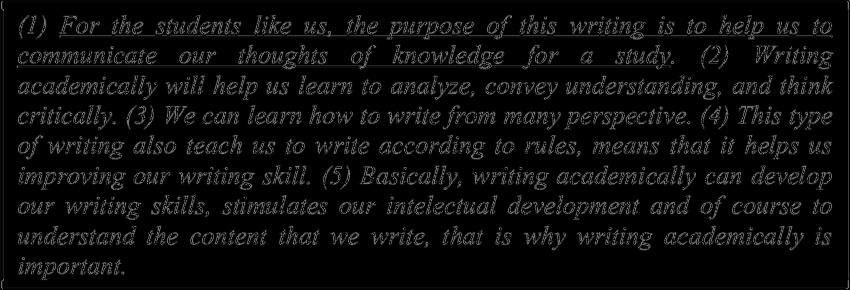 (1) For the students like us, the purpose of this writing is to help us to
communicate our thoughts of knowledge for a study. (2) Writing
academically will help us learn to analyze, convey understanding, and think
critically. (3) We can learn how to write from many perspective. (4) This type
of writing also teach us to write according to rules, means that it helps us
improving our writing skill. (5) Basically, writing academically can develop
our writing skills, stimulates our intelectual development and of course to
understand the content that we write, that is why writing academically is
important.